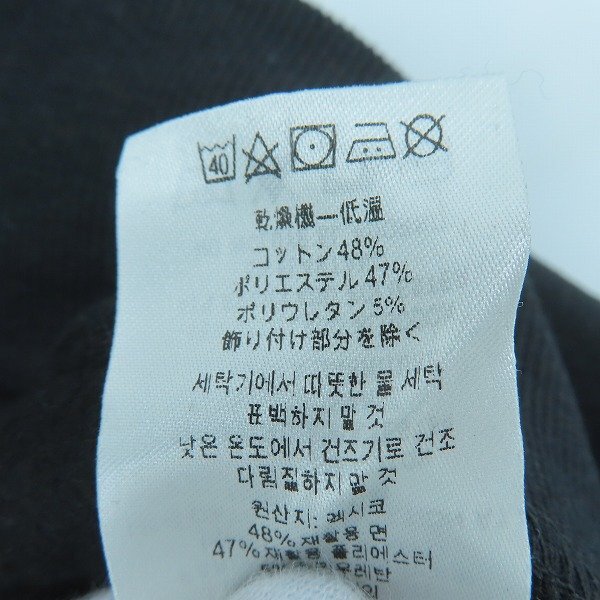 40
乾燥機―低温
コットン48%
ポリエステル47%
ポリウレタン5%
飾り付け部分を除く
세탁기에서 따뜻한 물 세탁
표백하지 말 것
낮은 온도에서 건즈기로 건조
다림질하지 말 것
원산지: 멕시코
48% 재활용 면
47% 재활용 폴리에스터